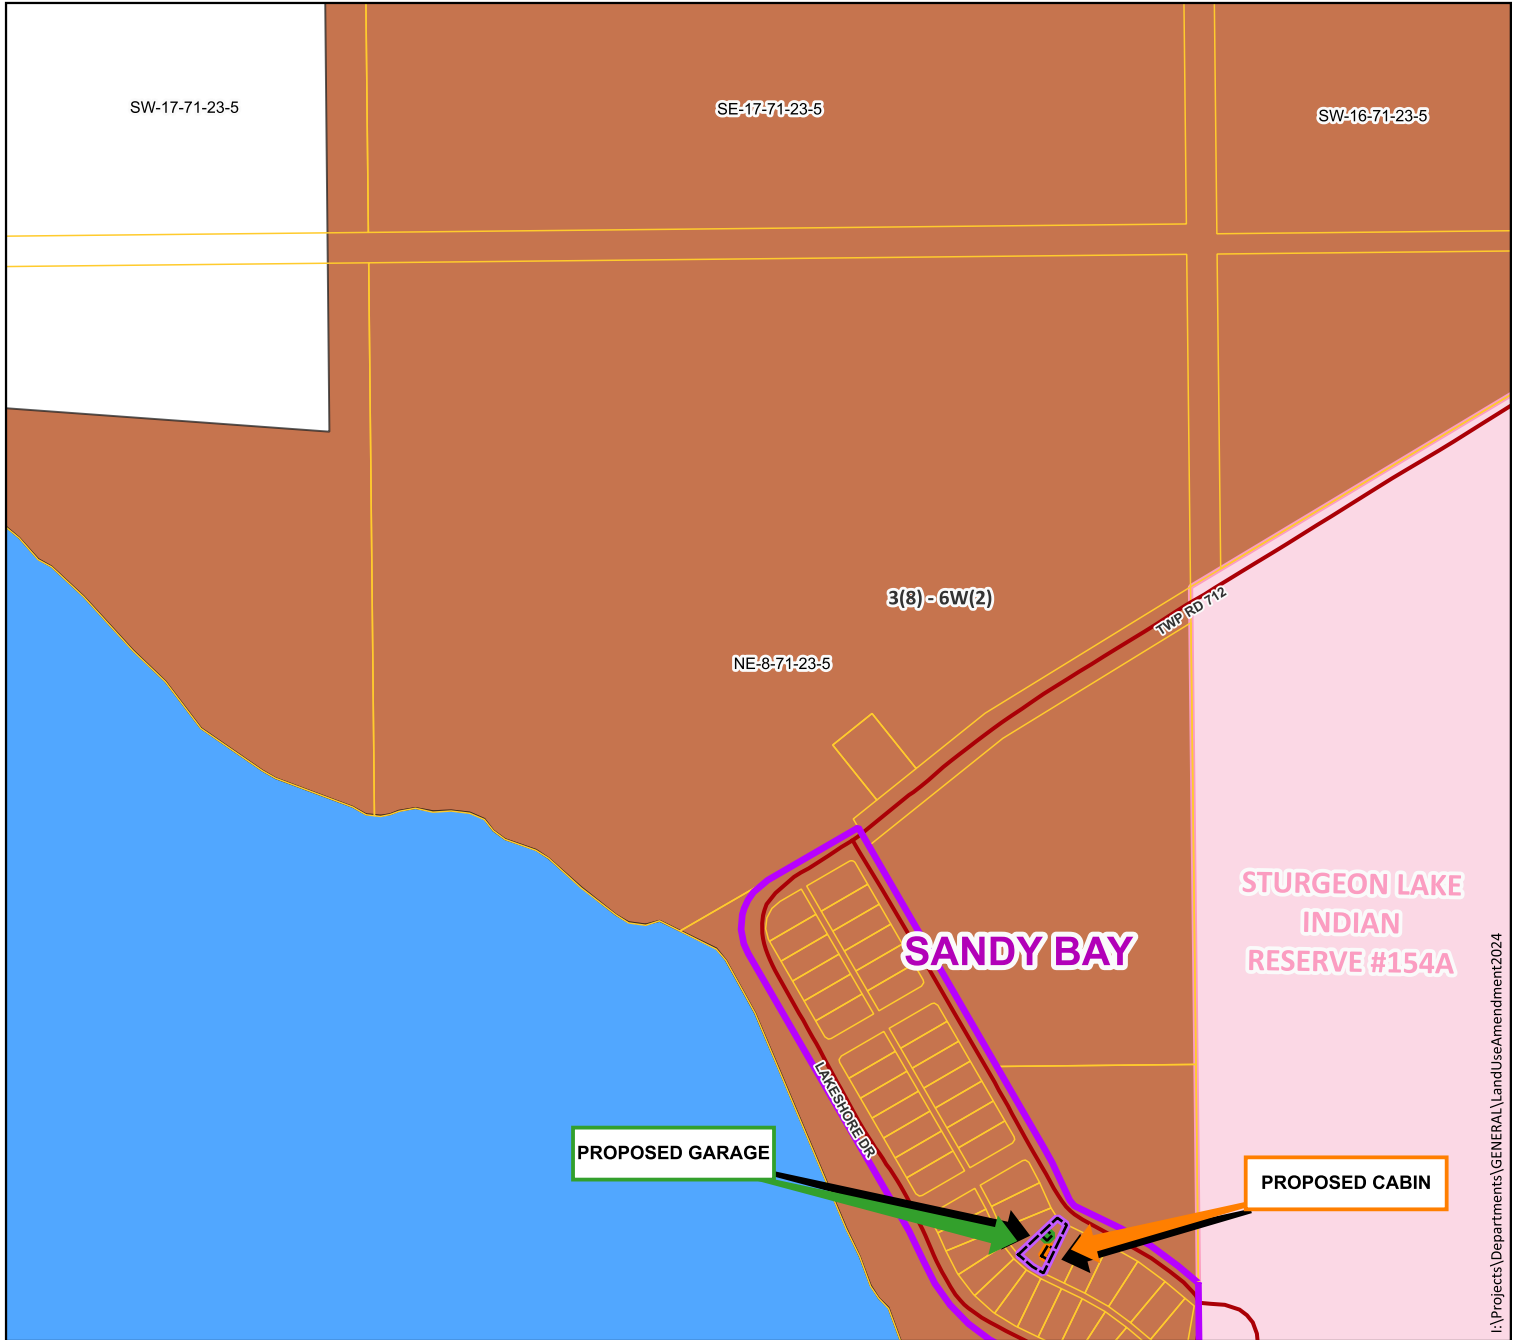 SW-17-71-23-5
SE-17-71-23-5
SW-16-71-23-5
3(8) - 6W(2)
TWP RD 712
NE-8-71-23-5
STURGEON LAKE
INDIAN
RESERVE #154A
SANDY BAY
LAKESHORE DR
PROPOSED GARAGE
PROPOSED CABIN
I:\Projects\Departments\GENERAL\LandUseAmendment2024